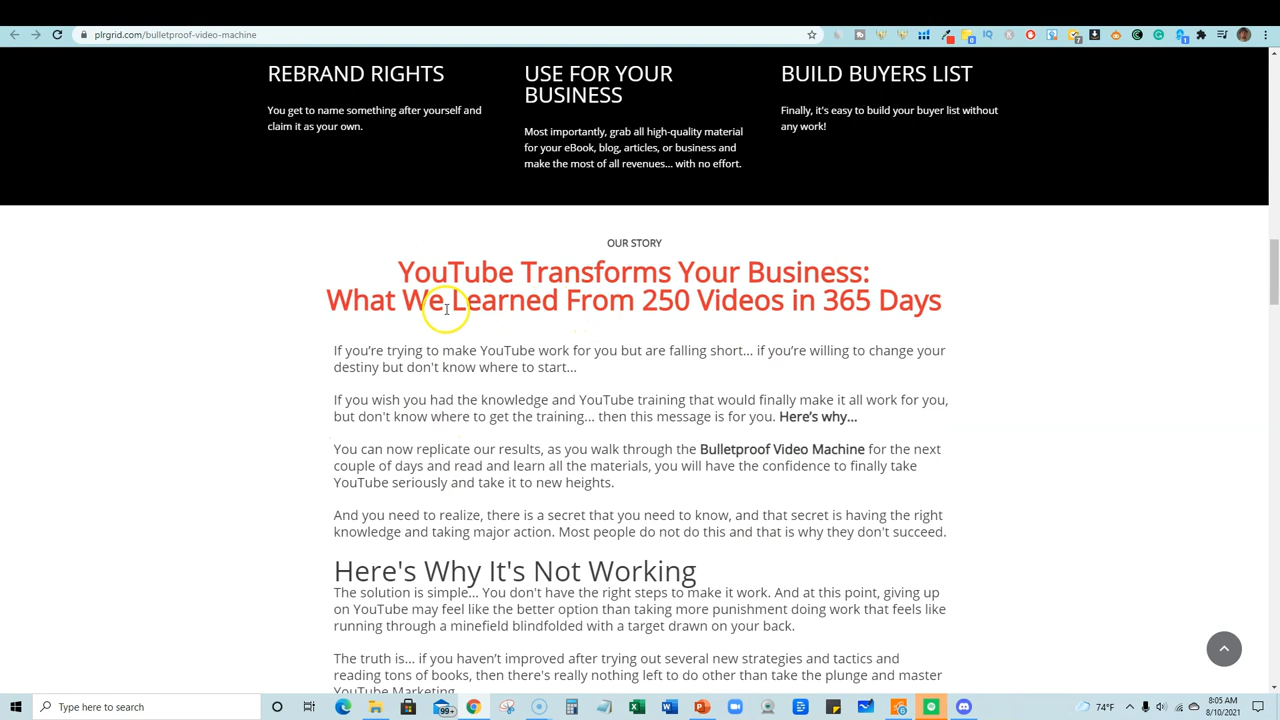 plrgrid.com/bulletproof-video-machine
REBRAND RIGHTS
You get to name something after yourself and
claim it as your own.
USE FOR YOUR
BUSINESS
Most importantly, grab all high-quality material
for your eBook, blog, articles, or business and
make the most of all revenues... with no effort.
BUILD BUYERS LIST
Finally, it's easy to build your buyer list without
any work!
OUR STORY
YouTube Transforms Your Business:
What We Learned From 250 Videos in 365 Days
If you're trying to make YouTube work for you but are falling short... if you're willing to change your
destiny but don't know where to start...
If you wish you had the knowledge and YouTube training that would finally make it all work for you,
but don't know where to get the training... then this message is for you. Here's why...
You can now replicate our results, as you walk through the Bulletproof Video Machine for the next
couple of days and read and learn all the materials, you will have the confidence to finally take
YouTube seriously and take it to new heights.
And you need to realize, there is a secret that you need to know, and that secret is having the right
knowledge and taking major action. Most people do not do this and that is why they don't succeed.
Here's Why It's Not Working
The solution is simple... You don't have the right steps to make it work. And at this point, giving up
on YouTube may feel like the better option than taking more punishment doing work that feels like
running through a minefield blindfolded with a target drawn on your back.
The truth is... if you haven't improved after trying out several new strategies and tactics and
reading tons of books, then there's really nothing left to do other than take the plunge and master
YouTube Marketing.
Type here to search
99+
74°F
8:05 AM
8/10/2021